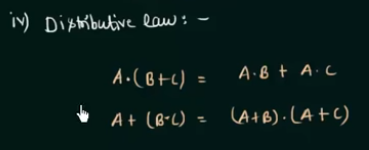 iv) Distributive law : -
A·(B+C) = A·B + A·C
A + (B·C) = (A+B)·(A+C)